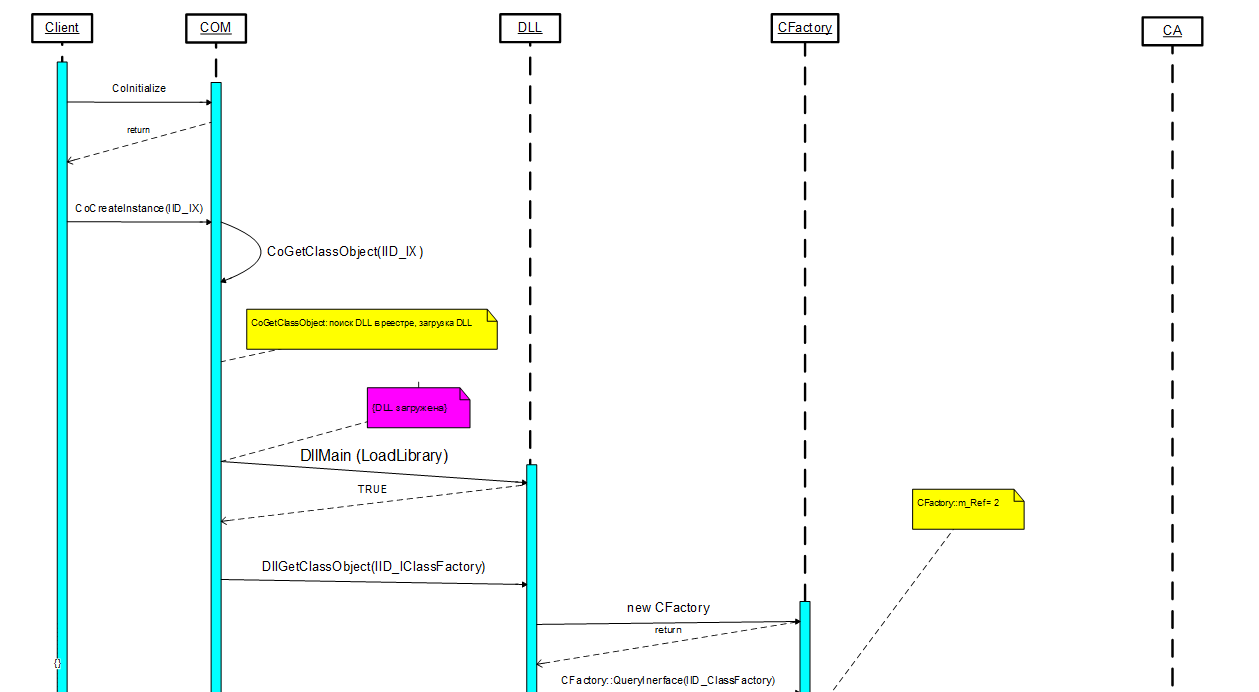 Client
COM
DLL
CFactory
CA
CoInitialize
return
CoCreateInstance(IID_IX)
CoGetClassObject(IID_IX )
CoGetClassObject: поиск DLL в реестре, загрузка DLL
(DLL загружена)
DllMain (LoadLibrary)
TRUE
CFactory::m_Ref= 2
DllGetClassObject(IID_IClassFactory)
new CFactory
return
{}
CFactory::QueryInerface(IID_ClassFactory)